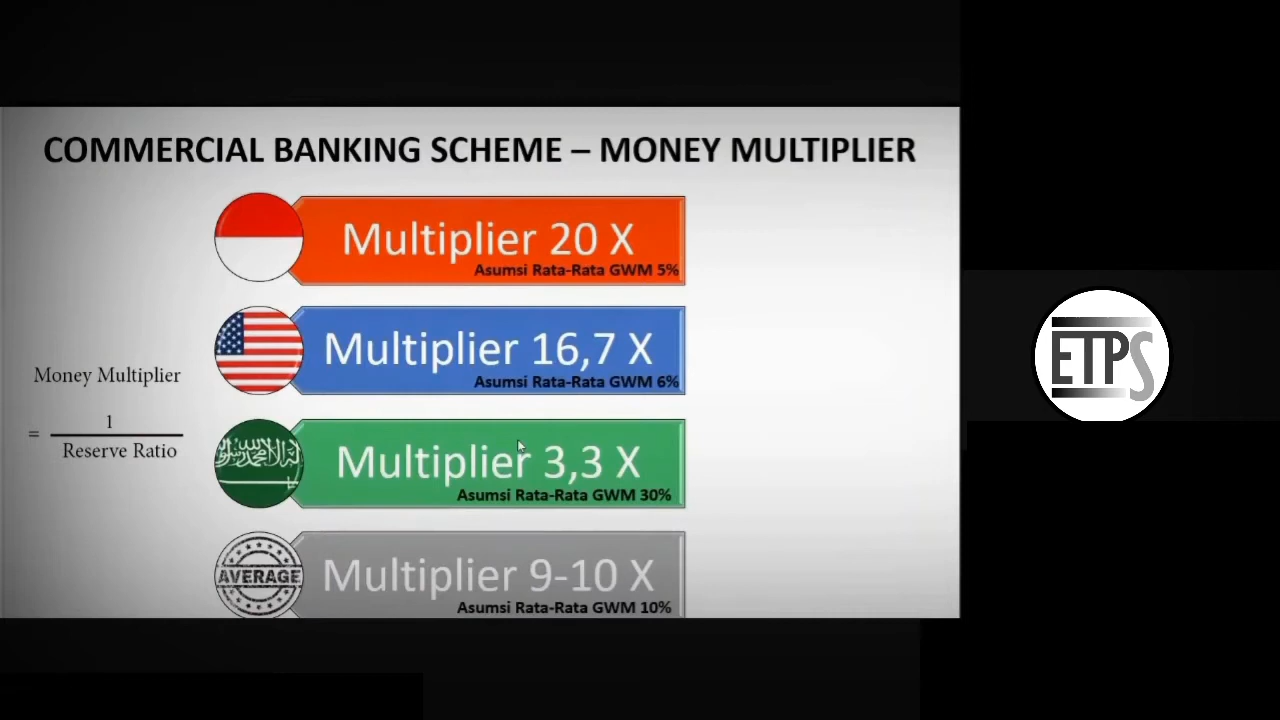 COMMERCIAL BANKING SCHEME – MONEY MULTIPLIER
Multiplier 20 X
Asumsi Rata-Rata GWM 5%
Multiplier 16,7 X
Asumsi Rata-Rata GWM 6%
Money Multiplier
= 1
Reserve Ratio
Multiplier 3,3 X
Asumsi Rata-Rata GWM 30%
AVERAGE
Multiplier 9-10 X
Asumsi Rata-Rata GWM 10%
ETPS